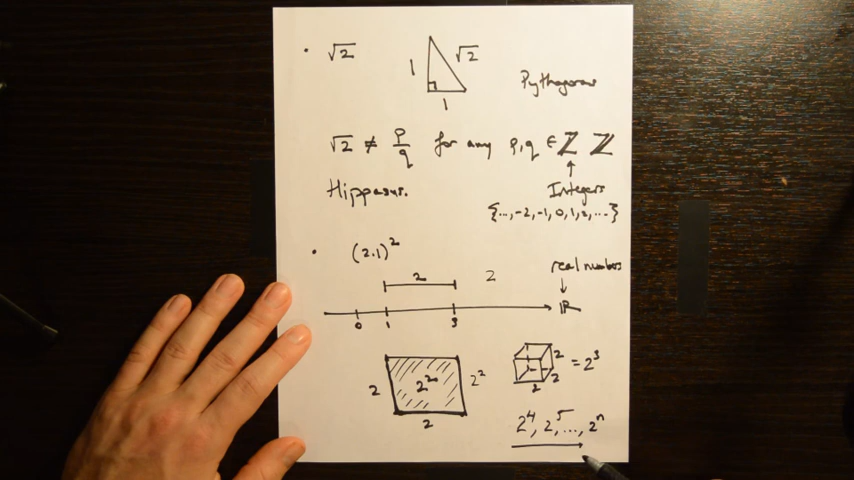 • √2
1
√2
1
Pythagoras
√2 ≠ p/q for any p,q ∈ ℤ ℤ
↑
Hippasus.
Integers
{..., -2, -1, 0, 1, 2, ....}
• (2.1)²
2
2
real numbers
↓
ℝ
0 1 3
2
2²
2²
2
2
2
2
= 2³
2⁴, 2⁵, ..., 2ⁿ